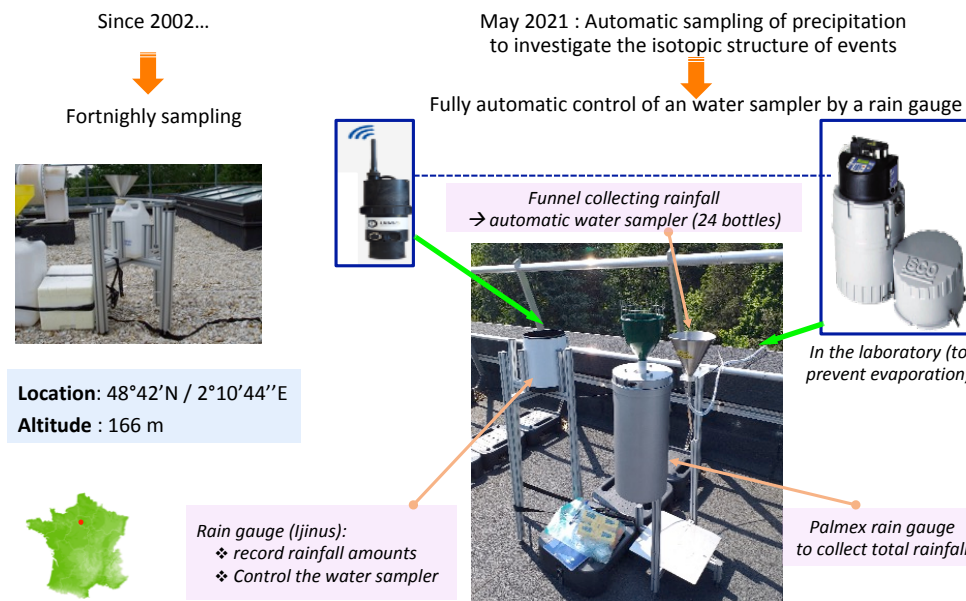 Since 2002…
May 2021 : Automatic sampling of precipitation
to investigate the isotopic structure of events
Fortnighly sampling
Fully automatic control of an water sampler by a rain gauge
Funnel collecting rainfall
→ automatic water sampler (24 bottles)
In the laboratory (to
prevent evaporation)
Location: 48°42’N / 2°10’44’’E
Altitude : 166 m
Rain gauge (Ijinus):
❖ record rainfall amounts
❖ Control the water sampler
Palmex rain gauge
to collect total rainfall